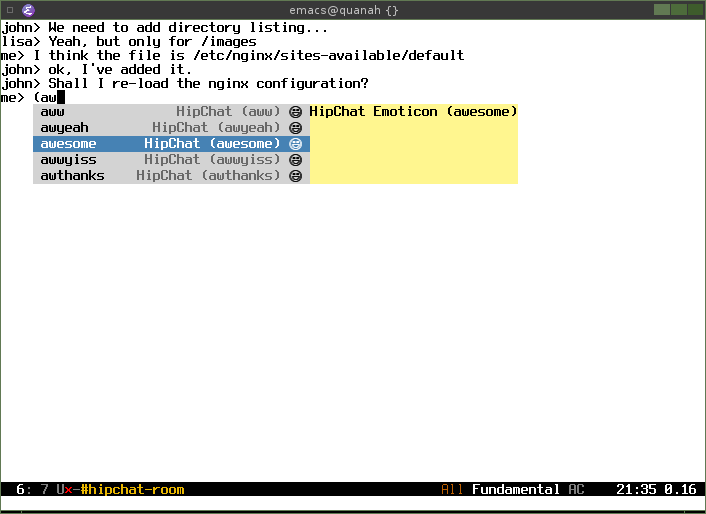 emacs@quanah {}
john> We need to add directory listing...
lisa> Yeah, but only for /images
me> I think the file is /etc/nginx/sites-available/default
john> ok, I've added it.
john> Shall I re-load the nginx configuration?
me> (aw
aww HipChat (aww) HipChat Emoticon (awesome)
awyeah HipChat (awyeah)
awesome HipChat (awesome)
awwyiss HipChat (awwyiss)
awthanks HipChat (awthanks)
6: 7 Ux-#hipchat-room All Fundamental AC 21:35 0.16